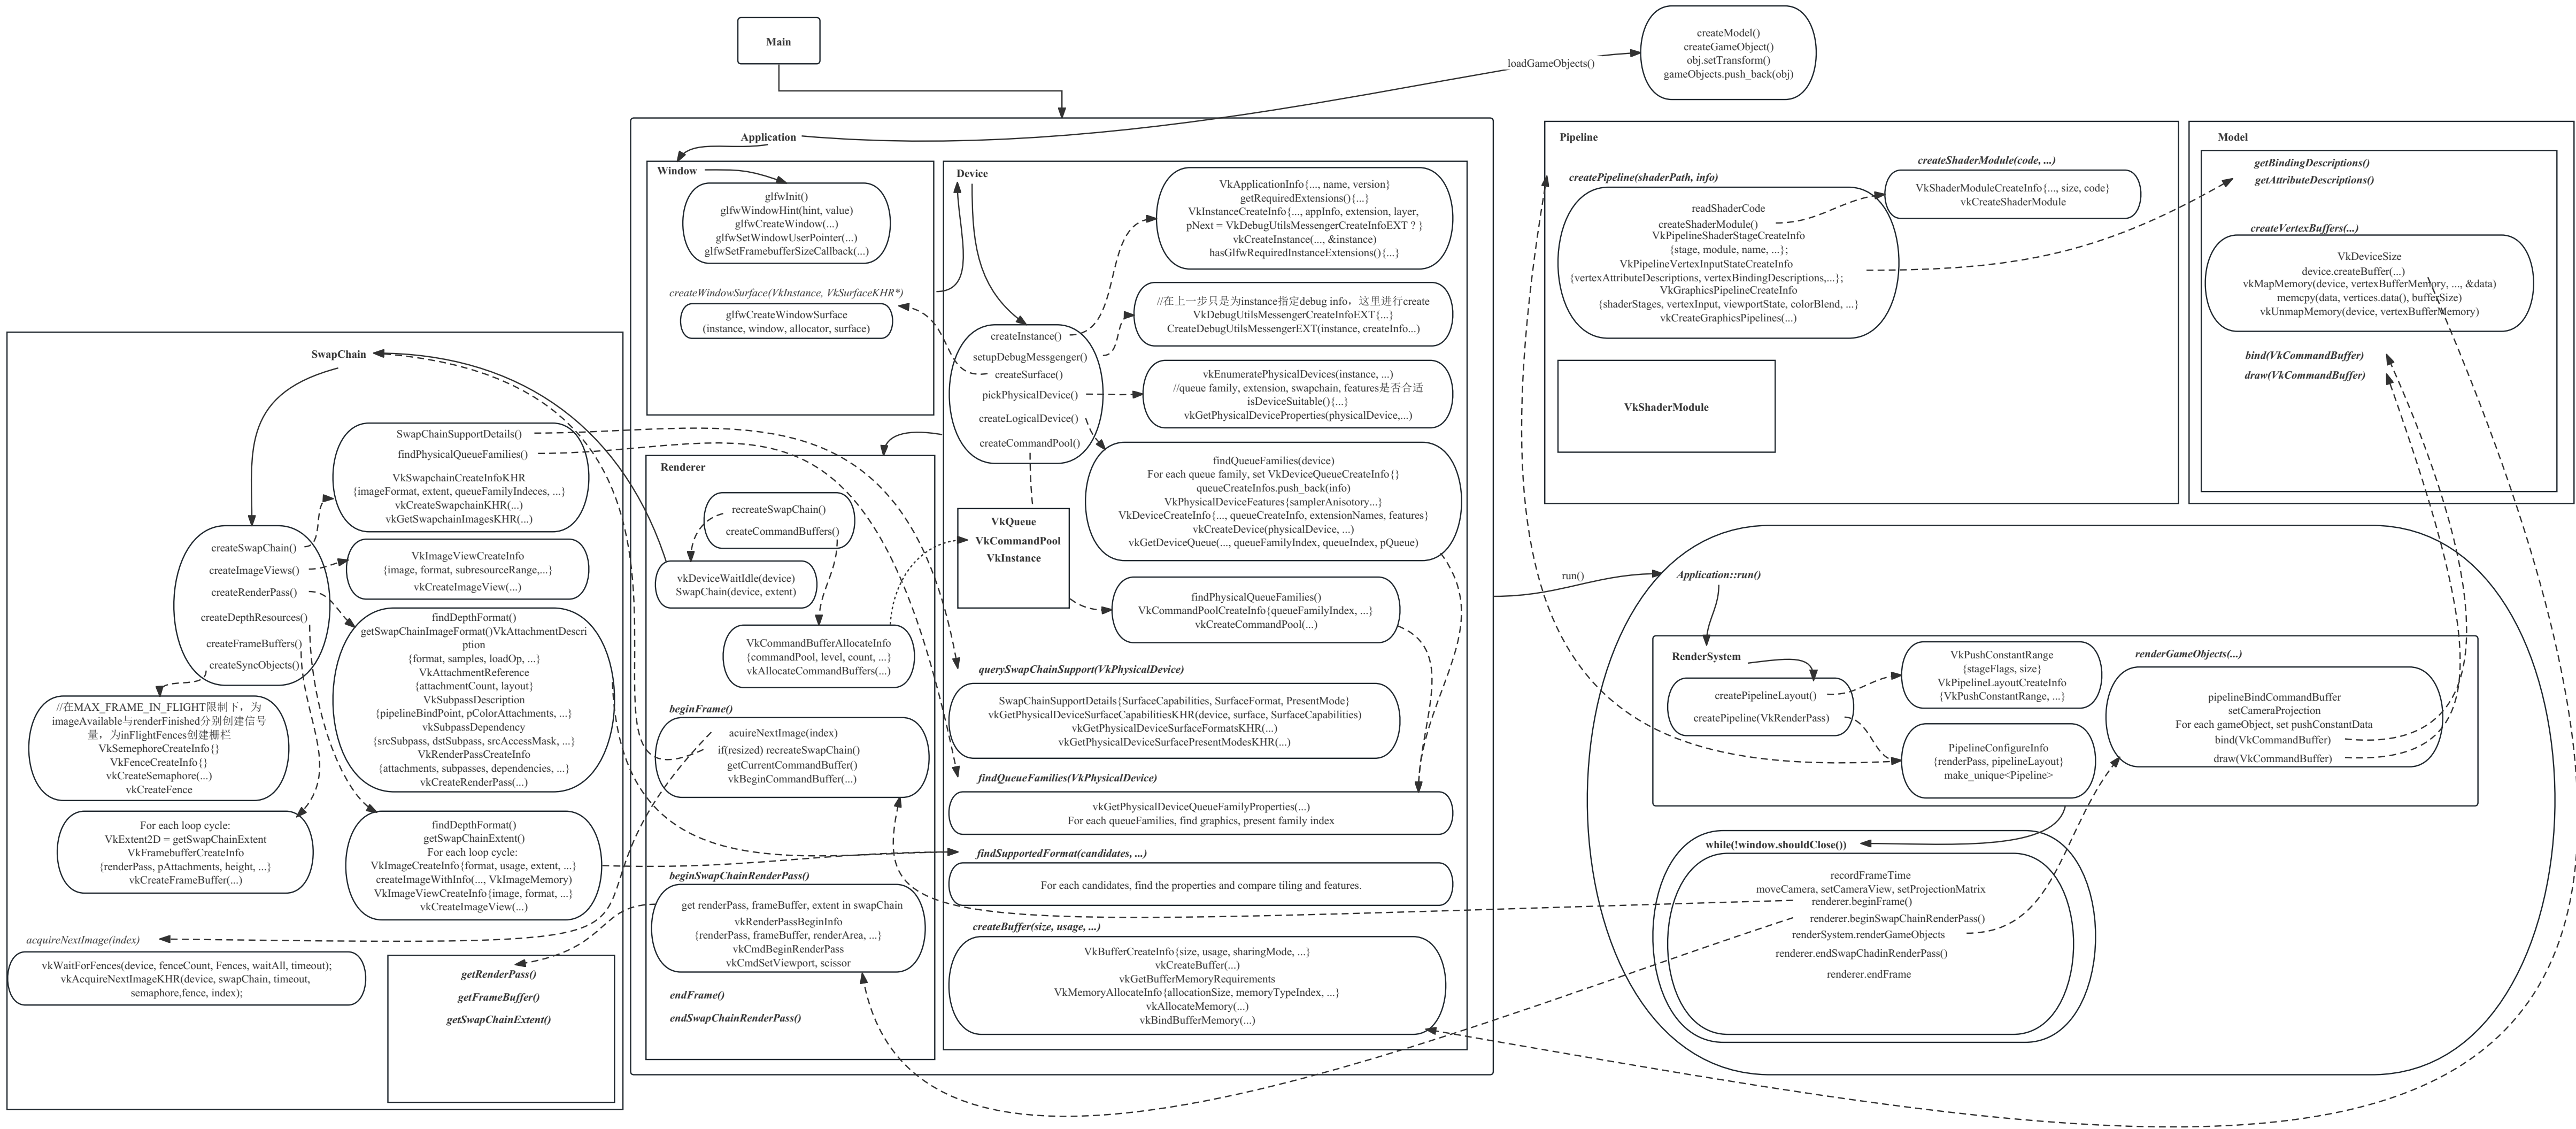 Main
createModel()
createGameObject()
obj.setTransform()
gameObjects.push_back(obj)
loadGameObjects()
Application
Window
glfwInit()
glfwWindowHint(hint, value)
glfwCreateWindow(...)
glfwSetWindowUserPointer(...)
glfwSetFramebufferSizeCallback(...)
createWindowSurface(VkInstance, VkSurfaceKHR*)
glfwCreateWindowSurface
(instance, window, allocator, surface)
Device
VkApplicationInfo{..., name, version}
getRequiredExtensions(){...}
VkInstanceCreateInfo{..., appInfo, extension, layer,
pNext = VkDebugUtilsMessengerCreateInfoEXT ? }
vkCreateInstance(..., &instance)
hasGlfwRequiredInstanceExtensions(){...}
//在上一步只是为instance指定debug info，这里进行create
VkDebugUtilsMessengerCreateInfoEXT{...}
CreateDebugUtilsMessengerEXT(instance, createInfo...)
createInstance()
setupDebugMessgenger()
createSurface()
pickPhysicalDevice()
createLogicalDevice()
createCommandPool()
vkEnumeratePhysicalDevices(instance, ...)
//queue family, extension, swapchain, features是否合适
isDeviceSuitable(){...}
vkGetPhysicalDeviceProperties(physicalDevice,...)
findQueueFamilies(device)
For each queue family, set VkDeviceQueueCreateInfo{}
queueCreateInfos.push_back(info)
VkPhysicalDeviceFeatures{samplerAnisotory...}
VkDeviceCreateInfo{..., queueCreateInfo, extensionNames, features}
vkCreateDevice(physicalDevice, ...)
vkGetDeviceQueue(..., queueFamilyIndex, queueIndex, pQueue)
VkQueue
VkCommandPool
VkInstance
findPhysicalQueueFamilies()
VkCommandPoolCreateInfo{queueFamilyIndex, ...}
vkCreateCommandPool(...)
querySwapChainSupport(VkPhysicalDevice)
SwapChainSupportDetails{SurfaceCapabilities, SurfaceFormat, PresentMode}
vkGetPhysicalDeviceSurfaceCapabilitiesKHR(device, surface, SurfaceCapabilities)
vkGetPhysicalDeviceSurfaceFormatsKHR(...)
vkGetPhysicalDeviceSurfacePresentModesKHR(...)
findQueueFamilies(VkPhysicalDevice)
vkGetPhysicalDeviceQueueFamilyProperties(...)
For each queueFamilies, find graphics, present family index
findSupportedFormat(candidates, ...)
For each candidates, find the properties and compare tiling and features.
createBuffer(size, usage, ...)
VkBufferCreateInfo{size, usage, sharingMode, ...}
vkCreateBuffer(...)
vkGetBufferMemoryRequirements
VkMemoryAllocateInfo{allocationSize, memoryTypeIndex, ...}
vkAllocateMemory(...)
vkBindBufferMemory(...)
Renderer
recreateSwapChain()
createCommandBuffers()
vkDeviceWaitIdle(device)
SwapChain(device, extent)
VkCommandBufferAllocateInfo
{commandPool, level, count, ...}
vkAllocateCommandBuffers(...)
beginFrame()
acuireNextImage(index)
if(resized) recreateSwapChain()
getCurrentCommandBuffer()
vkBeginCommandBuffer(...)
beginSwapChainRenderPass()
get renderPass, frameBuffer, extent in swapChain
vkRenderPassBeginInfo
{renderPass, frameBuffer, renderArea, ...}
vkCmdBeginRenderPass
vkCmdSetViewport, scissor
endFrame()
endSwapChainRenderPass()
SwapChain
SwapChainSupportDetails()
findPhysicalQueueFamilies()
VkSwapchainCreateInfoKHR
{imageFormat, extent, queueFamilyIndeces, ...}
vkCreateSwapchainKHR(...)
vkGetSwapchainImagesKHR(...)
createSwapChain()
createImageViews()
createRenderPass()
createDepthResources()
createFrameBuffers()
createSyncObjects()
VkImageViewCreateInfo
{image, format, subresourceRange,...}
vkCreateImageView(...)
findDepthFormat()
getSwapChainImageFormat()VkAttachmentDescri
ption
{format, samples, loadOp, ...}
VkAttachmentReference
{attachmentCount, layout}
VkSubpassDescription
{pipelineBindPoint, pColorAttachments, ...}
vkSubpassDependency
{srcSubpass, dstSubpass, srcAccessMask, ...}
VkRenderPassCreateInfo
{attachments, subpasses, dependencies, ...}
vkCreateRenderPass(...)
//在MAX_FRAME_IN_FLIGHT限制下，为
imageAvailable与renderFinished分别创建信号
量，为inFlightFences创建栅栏
VkSemephoreCreateInfo{}
VkFenceCreateInfo{}
vkCreateSemaphore(...)
vkCreateFence
For each loop cycle:
VkExtent2D = getSwapChainExtent
VkFramebufferCreateInfo
{renderPass, pAttachments, height, ...}
vkCreateFrameBuffer(...)
findDepthFormat()
getSwapChainExtent()
For each loop cycle:
VkImageCreateInfo{format, usage, extent, ...}
createImageWithInfo(..., VkImageMemory)
VkImageViewCreateInfo{image, format, ...}
vkCreateImageView(...)
acquireNextImage(index)
vkWaitForFences(device, fenceCount, Fences, waitAll, timeout);
vkAcquireNextImageKHR(device, swapChain, timeout,
semaphore,fence, index);
getRenderPass()
getFrameBuffer()
getSwapChainExtent()
Pipeline
createPipeline(shaderPath, info)
readShaderCode
createShaderModule()
VkPipelineShaderStageCreateInfo
{stage, module, name, ...};
VkPipelineVertexInputStateCreateInfo
{vertexAttributeDescriptions, vertexBindingDescriptions,...};
VkGraphicsPipelineCreateInfo
{shaderStages, vertexInput, viewportState, colorBlend, ...}
vkCreateGraphicsPipelines(...)
createShaderModule(code, ...)
VkShaderModuleCreateInfo{..., size, code}
vkCreateShaderModule
VkShaderModule
Model
getBindingDescriptions()
getAttributeDescriptions()
createVertexBuffers(...)
VkDeviceSize
device.createBuffer(...)
vkMapMemory(device, vertexBufferMemory, ..., &data)
memcpy(data, vertices.data(), bufferSize)
vkUnmapMemory(device, vertexBufferMemory)
bind(VkCommandBuffer)
draw(VkCommandBuffer)
run()
Application::run()
RenderSystem
createPipelineLayout()
createPipeline(VkRenderPass)
VkPushConstantRange
{stageFlags, size}
VkPipelineLayoutCreateInfo
{VkPushConstantRange, ...}
PipelineConfigureInfo
{renderPass, pipelineLayout}
make_unique<Pipeline>
renderGameObjects(...)
pipelineBindCommandBuffer
setCameraProjection
For each gameObject, set pushConstantData
bind(VkCommandBuffer)
draw(VkCommandBuffer)
while(!window.shouldClose())
recordFrameTime
moveCamera, setCameraView, setProjectionMatrix
renderer.beginFrame()
renderer.beginSwapChainRenderPass()
renderSystem.renderGameObjects
renderer.endSwapChadinRenderPass()
renderer.endFrame